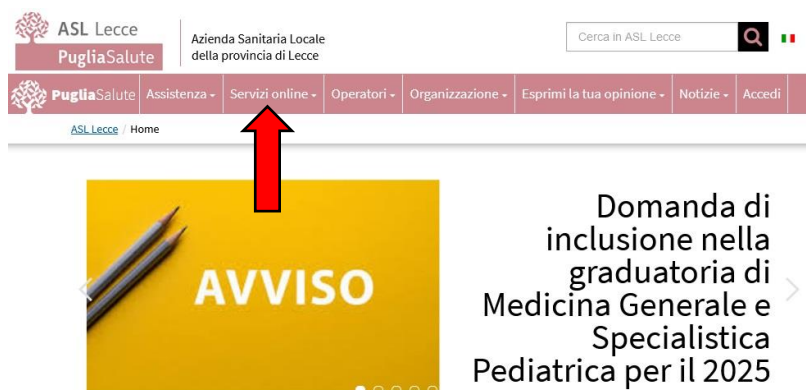 ASL Lecce
PugliaSalute
Azienda Sanitaria Locale
della provincia di Lecce
Cerca in ASL Lecce
PugliaSalute Assistenza Servizi online Operatori Organizzazione Esprimi la tua opinione Notizie Accedi
ASL Lecce / Home
AVVISO
Domanda di
inclusione nella
graduatoria di
Medicina Generale e
Specialistica
Pediatrica per il 2025